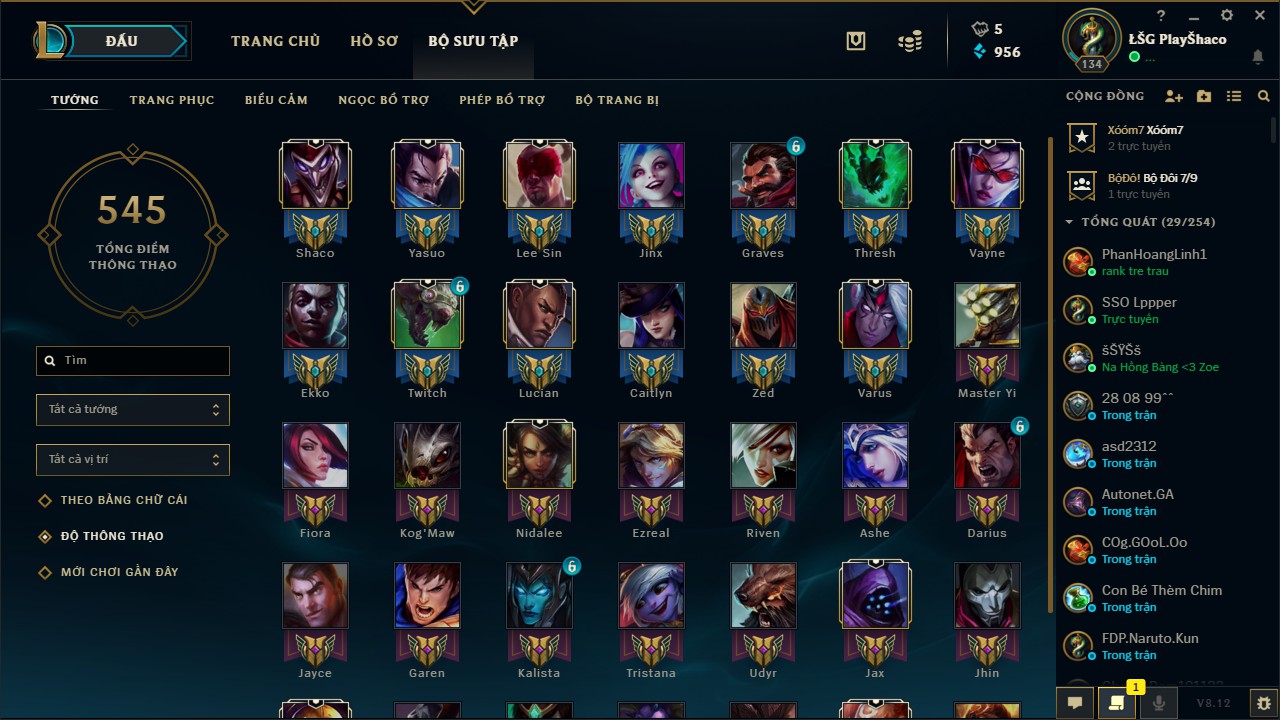 ĐẤU
TRANG CHỦ
HỒ SƠ
BỘ SƯU TẬP
5
956
?
ŁŠG PlayŠhaco
...
134
TƯỚNG
TRANG PHỤC
BIỂU CẢM
NGỌC BỔ TRỢ
PHÉP BỔ TRỢ
BỘ TRANG BỊ
545
TỔNG ĐIỂM
THÔNG THẠO
Tìm
Tất cả tướng
Tất cả vị trí
THEO BẢNG CHỮ CÁI
ĐỘ THÔNG THẠO
MỚI CHƠI GẦN ĐÂY
6
Shaco
Yasuo
Lee Sin
Jinx
Graves
Thresh
Vayne
6
Ekko
Twitch
Lucian
Caitlyn
Zed
Varus
Master Yi
6
Fiora
Kog'Maw
Nidalee
Ezreal
Riven
Ashe
Darius
6
Jayce
Garen
Kalista
Tristana
Udyr
Jax
Jhin
CỘNG ĐỒNG
Xóóm7 Xóóm7
2 trực tuyến
BộĐô! Bộ Đôi 7/9
1 trực tuyến
TỔNG QUÁT (29/254)
PhanHoangLinh1
rank tre trau
SSO Lppper
Trực tuyến
šŠŸŠš
Na Hồng Bàng <3 Zoe
28 08 99ˆˆ
Trong trận
asd2312
Trong trận
Autonet.GA
Trong trận
COg.GOoL.Oo
Trong trận
Con Bé Thèm Chim
Trong trận
FDP.Naruto.Kun
Trong trận
1
V8.12